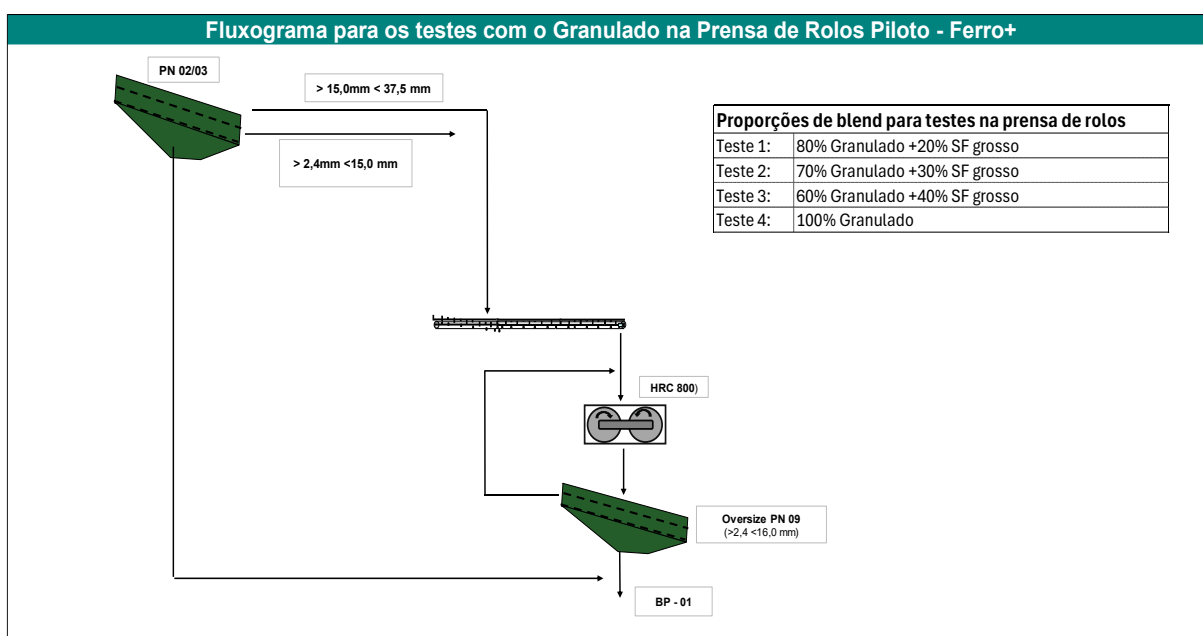 Fluxograma para os testes com o Granulado na Prensa de Rolos Piloto - Ferro+
PN 02/03
> 15,0mm < 37,5 mm
> 2,4mm <15,0 mm
Proporções de blend para testes na prensa de rolos
Teste 1: 80% Granulado +20% SF grosso
Teste 2: 70% Granulado +30% SF grosso
Teste 3: 60% Granulado +40% SF grosso
Teste 4: 100% Granulado
HRC 800)
Oversize PN 09
(>2,4 <16,0 mm)
BP - 01